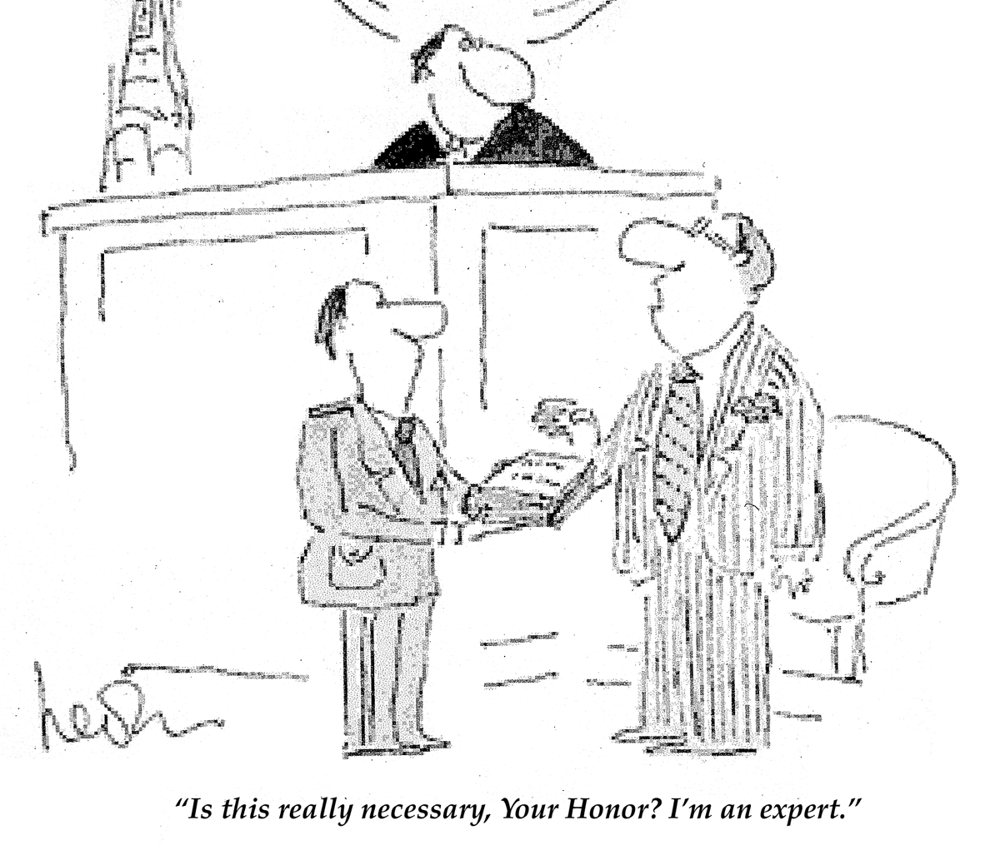 “Is this really necessary, Your Honor? I’m an expert.”